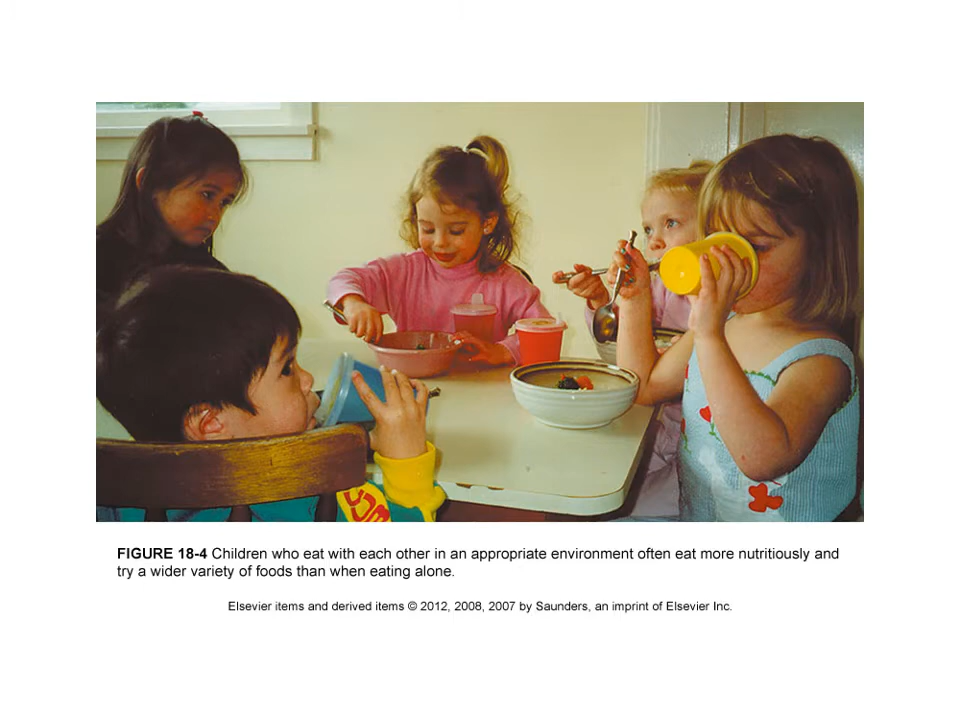 FIGURE 18-4 Children who eat with each other in an appropriate environment often eat more nutritiously and
try a wider variety of foods than when eating alone.
Elsevier items and derived items © 2012, 2008, 2007 by Saunders, an imprint of Elsevier Inc.